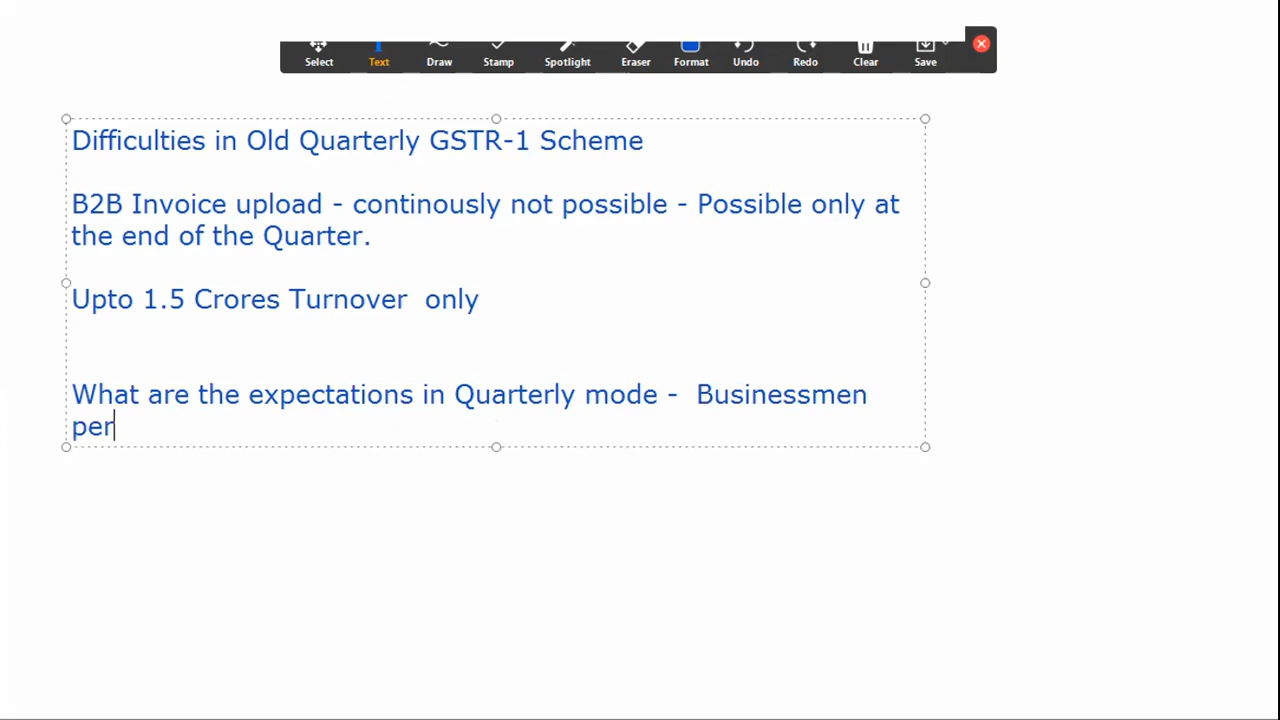 Select Text Draw Stamp Spotlight Eraser Format Undo Redo Clear Save
Difficulties in Old Quarterly GSTR-1 Scheme
B2B Invoice upload - continously not possible - Possible only at
the end of the Quarter.
Upto 1.5 Crores Turnover  only
What are the expectations in Quarterly mode -  Businessmen
per